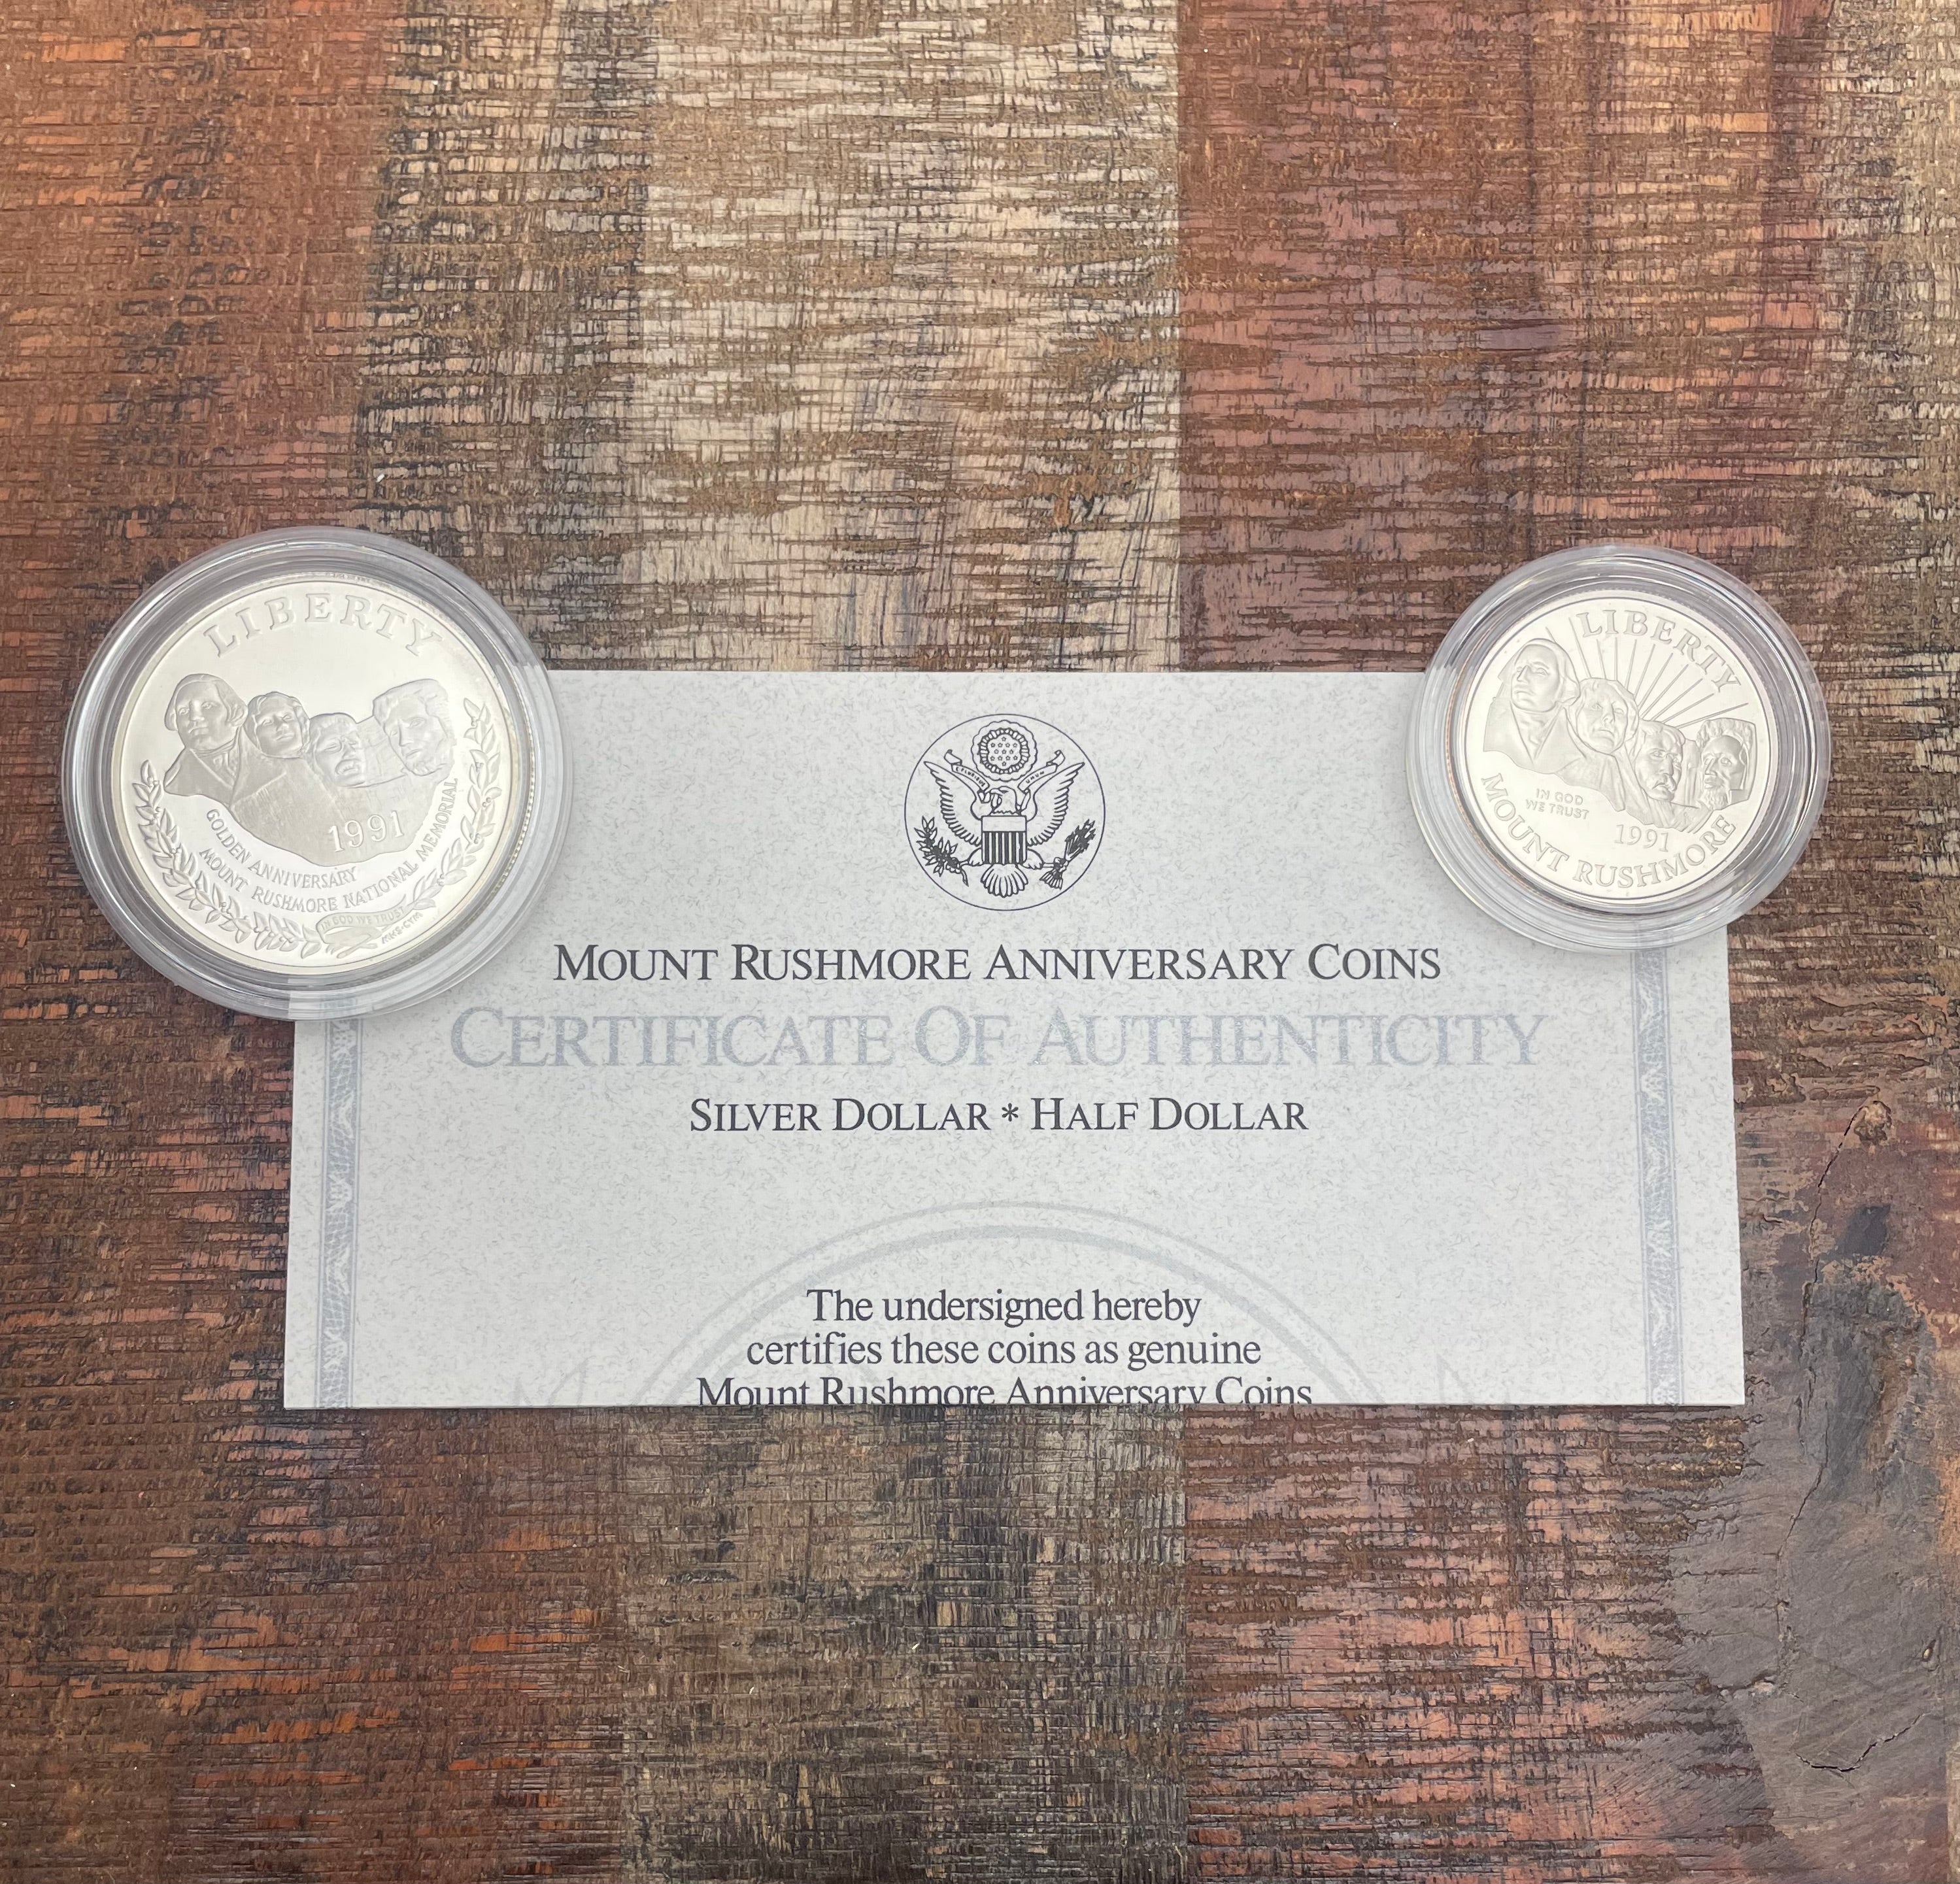 LIBERTY
1991
GOLDEN ANNIVERSARY
MOUNT RUSHMORE NATIONAL MEMORIAL
IN GOD WE TRUST
LIBERTY
IN GOD
WE TRUST
1991
MOUNT RUSHMORE
MOUNT RUSHMORE ANNIVERSARY COINS
CERTIFICATE OF AUTHENTICITY
SILVER DOLLAR * HALF DOLLAR
The undersigned hereby
certifies these coins as genuine
Mount Rushmore Anniversary Coins